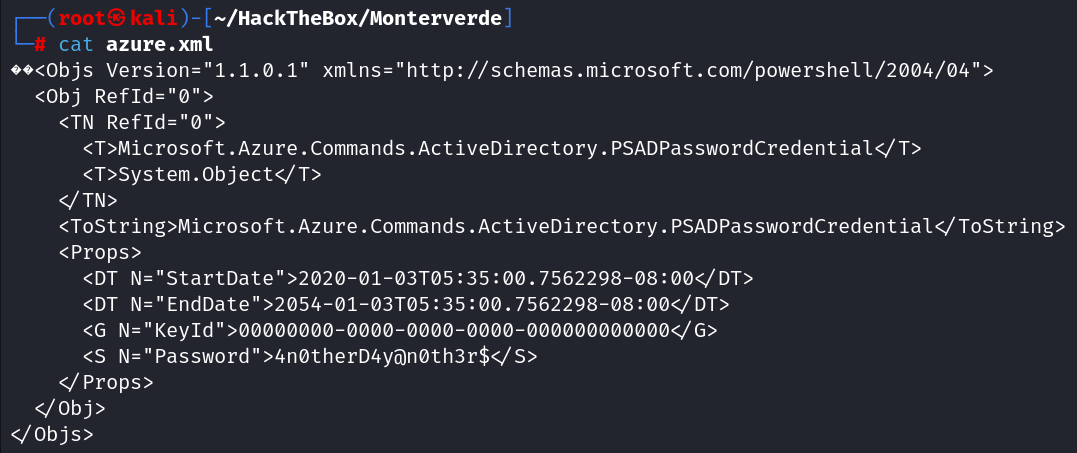 ┌──(root㉿kali)-[~/HackTheBox/Monterverde]
└─# cat azure.xml
��<Objs Version="1.1.0.1" xmlns="http://schemas.microsoft.com/powershell/2004/04">
  <Obj RefId="0">
    <TN RefId="0">
      <T>Microsoft.Azure.Commands.ActiveDirectory.PSADPasswordCredential</T>
      <T>System.Object</T>
    </TN>
    <ToString>Microsoft.Azure.Commands.ActiveDirectory.PSADPasswordCredential</ToString>
    <Props>
      <DT N="StartDate">2020-01-03T05:35:00.7562298-08:00</DT>
      <DT N="EndDate">2054-01-03T05:35:00.7562298-08:00</DT>
      <G N="KeyId">00000000-0000-0000-0000-000000000000</G>
      <S N="Password">4n0therD4y@n0th3r$</S>
    </Props>
  </Obj>
</Objs>